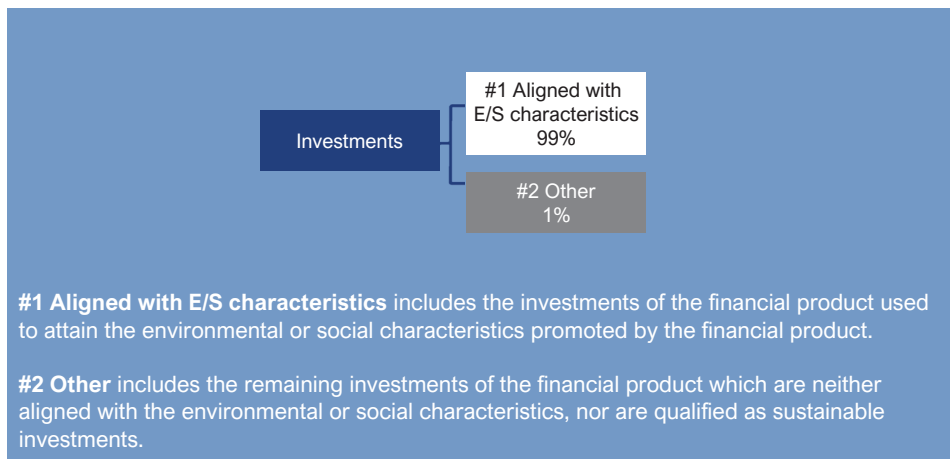 Investments
#1 Aligned with
E/S characteristics
99%
#2 Other
1%
#1 Aligned with E/S characteristics includes the investments of the financial product used
to attain the environmental or social characteristics promoted by the financial product.
#2 Other includes the remaining investments of the financial product which are neither
aligned with the environmental or social characteristics, nor are qualified as sustainable
investments.